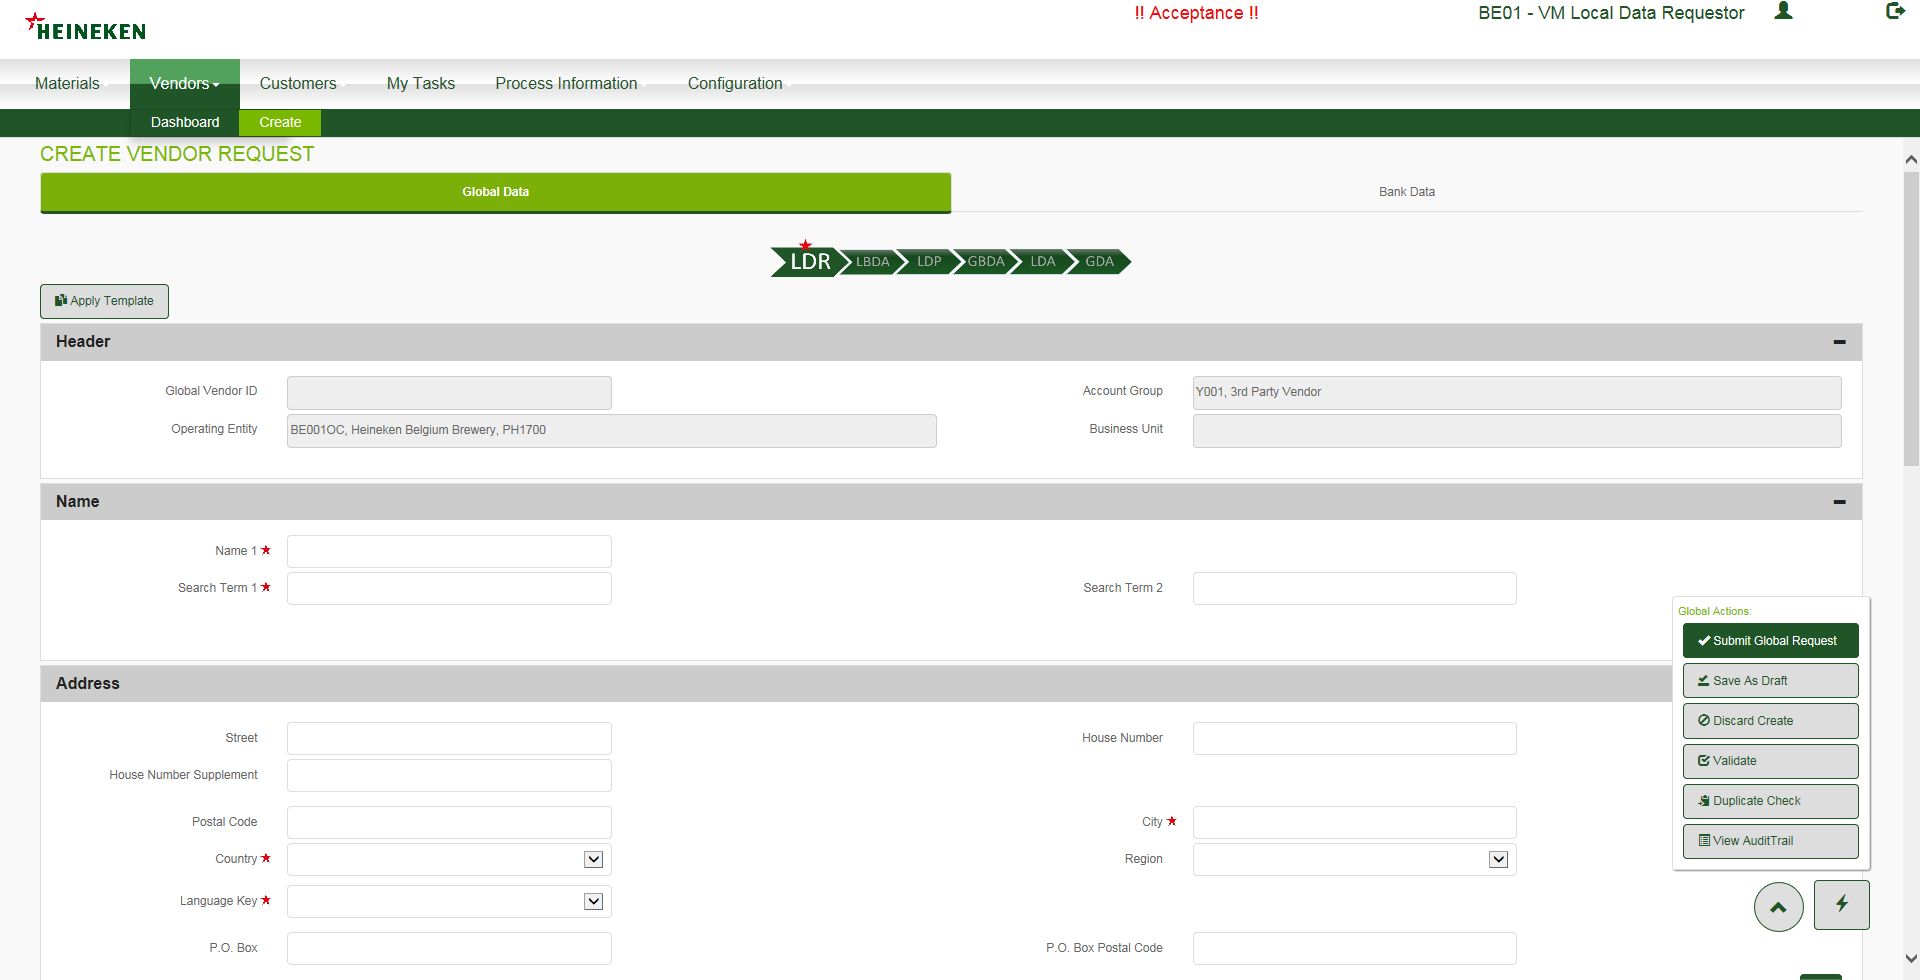 HEINEKEN
!! Acceptance !!
BE01 - VM Local Data Requestor
Materials
Vendors
Customers
My Tasks
Process Information
Configuration
Dashboard
Create
CREATE VENDOR REQUEST
Global Data
Bank Data
LDR
LBDA
LDP
GBDA
LDA
GDA
Apply Template
Header
Global Vendor ID
Account Group
Y001, 3rd Party Vendor
Operating Entity
BE001OC, Heineken Belgium Brewery, PH1700
Business Unit
Name
Name 1
Search Term 1
Search Term 2
Global Actions:
Submit Global Request
Save As Draft
Discard Create
Validate
Duplicate Check
View AuditTrail
Address
Street
House Number
House Number Supplement
Postal Code
City
Country
Region
Language Key
P.O. Box
P.O. Box Postal Code